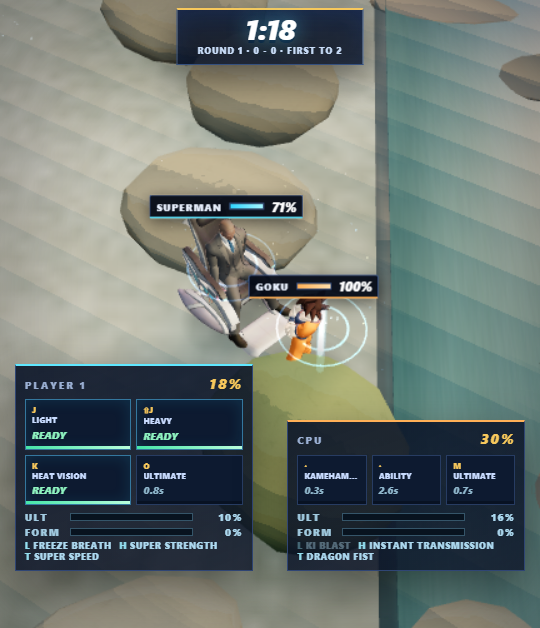 1:18
ROUND 1 · 0 - 0 · FIRST TO 2
SUPERMAN 71%
GOKU 100%
PLAYER 1 18%
J
LIGHT
READY
⇧J
HEAVY
READY
K
HEAT VISION
READY
O
ULTIMATE
0.8s
ULT 10%
FORM 0%
L FREEZE BREATH H SUPER STRENGTH
T SUPER SPEED
CPU 30%
·
KAMEHAM...
0.3s
·
ABILITY
2.6s
M
ULTIMATE
0.7s
ULT 16%
FORM 0%
L KI BLAST H INSTANT TRANSMISSION
T DRAGON FIST